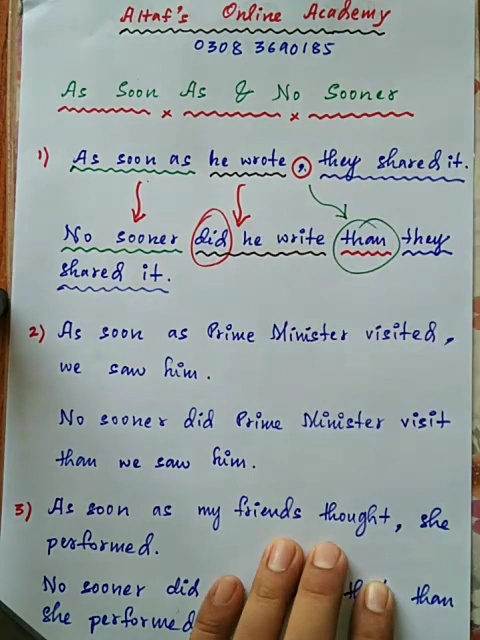 Altaf's Online Academy
0308 3690185
As Soon As & No Sooner
1) As soon as he wrote, they shared it.
No sooner did he write than they
shared it.
2) As soon as Prime Minister visited,
we saw him.
No sooner did Prime Minister visit
than we saw him.
3) As soon as my friends thought, she
performed.
No sooner did than
she performed